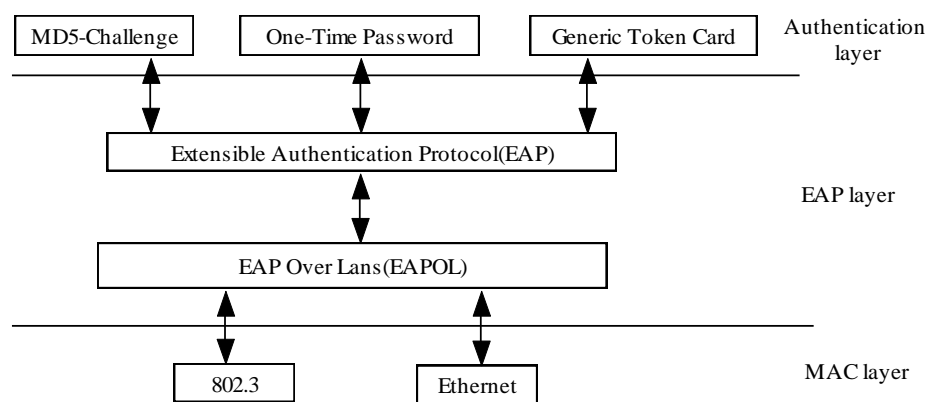 MD5-Challenge
One-Time Password
Generic Token Card
Authentication
layer
Extensible Authentication Protocol(EAP)
EAP layer
EAP Over Lans(EAPOL)
802.3
Ethernet
MAC layer